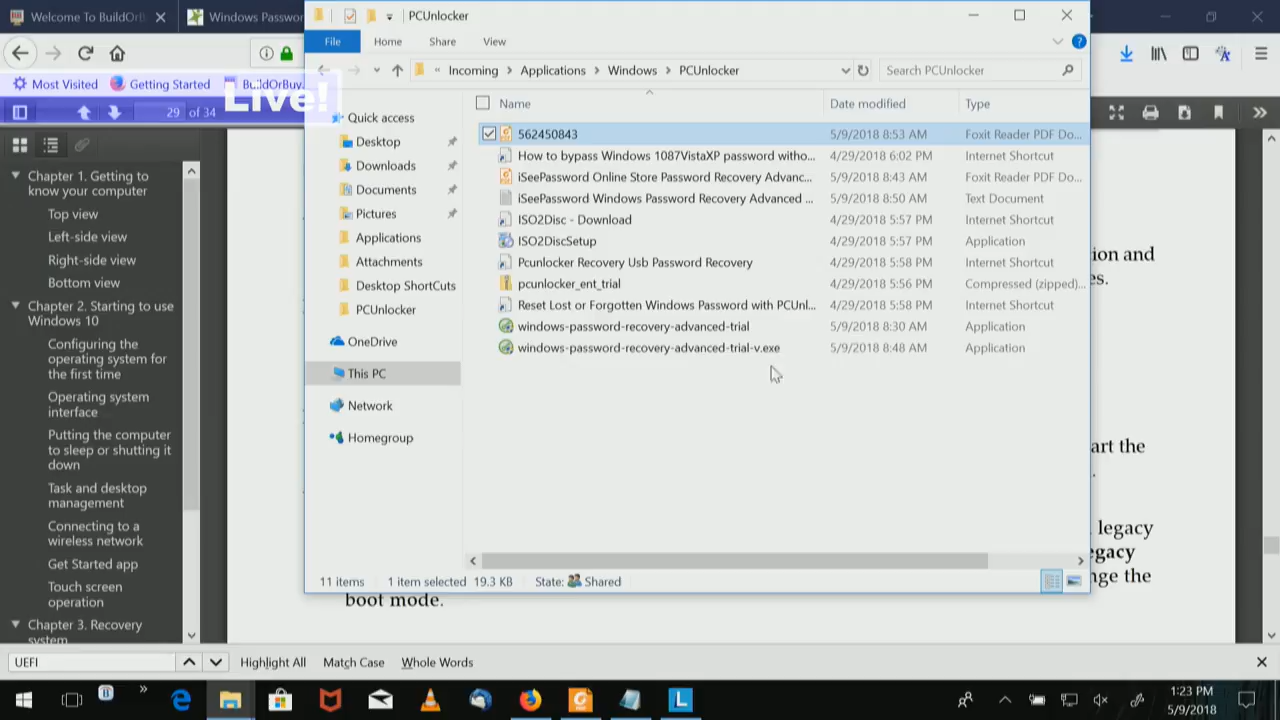 Welcome To BuildOrB
Windows Passwor
PCUnlocker
File
Home
Share
View
Incoming
Applications
Windows
PCUnlocker
Search PCUnlocker
Most Visited
Getting Started
BuildOrBuy
Live!
29 of 34
Quick access
Desktop
Downloads
Documents
Pictures
Applications
Attachments
Desktop ShortCuts
PCUnlocker
OneDrive
This PC
Network
Homegroup
Name
Date modified
Type
562450843 5/9/2018 8:53 AM Foxit Reader PDF Do...
How to bypass Windows 1087VistaXP password witho... 4/29/2018 6:02 PM Internet Shortcut
iSeePassword Online Store Password Recovery Advanc... 5/9/2018 8:43 AM Foxit Reader PDF Do...
iSeePassword Windows Password Recovery Advanced ... 5/9/2018 8:50 AM Text Document
ISO2Disc - Download 4/29/2018 5:57 PM Internet Shortcut
ISO2DiscSetup 4/29/2018 5:57 PM Application
Pcunlocker Recovery Usb Password Recovery 4/29/2018 5:58 PM Internet Shortcut
pcunlocker_ent_trial 4/29/2018 5:56 PM Compressed (zipped)...
Reset Lost or Forgotten Windows Password with PCUnl... 4/29/2018 5:58 PM Internet Shortcut
windows-password-recovery-advanced-trial 5/9/2018 8:30 AM Application
windows-password-recovery-advanced-trial-v.exe 5/9/2018 8:48 AM Application
11 items 1 item selected 19.3 KB State: Shared
Chapter 1. Getting to
know your computer
Top view
Left-side view
Right-side view
Bottom view
Chapter 2. Starting to use
Windows 10
Configuring the
operating system for
the first time
Operating system
interface
Putting the computer
to sleep or shutting it
down
Task and desktop
management
Connecting to a
wireless network
Get Started app
Touch screen
operation
Chapter 3. Recovery
system
ion and
es.
art the
legacy
egacy
nge the
boot mode.
UEFI
Highlight All
Match Case
Whole Words
1:23 PM
5/9/2018